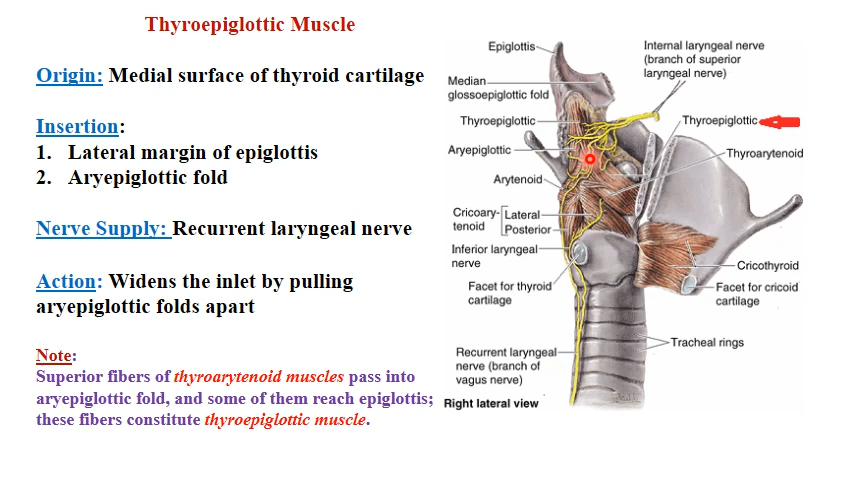 Thyroepiglottic Muscle
Origin: Medial surface of thyroid cartilage
Insertion:
1. Lateral margin of epiglottis
2. Aryepiglottic fold
Nerve Supply: Recurrent laryngeal nerve
Action: Widens the inlet by pulling
aryepiglottic folds apart
Note:
Superior fibers of thyroarytenoid muscles pass into
aryepiglottic fold, and some of them reach epiglottis;
these fibers constitute thyroepiglottic muscle.
Epiglottis
Median
glossoepiglottic fold
Thyroepiglottic
Aryepiglottic
Arytenoid
Cricoary-
tenoid
Lateral
Posterior
Inferior laryngeal
nerve
Facet for thyroid
cartilage
Recurrent laryngeal
nerve (branch of
vagus nerve)
Right lateral view
Internal laryngeal nerve
(branch of superior
laryngeal nerve)
Thyroepiglottic
Thyroarytenoid
Cricothyroid
Facet for cricoid
cartilage
Tracheal rings